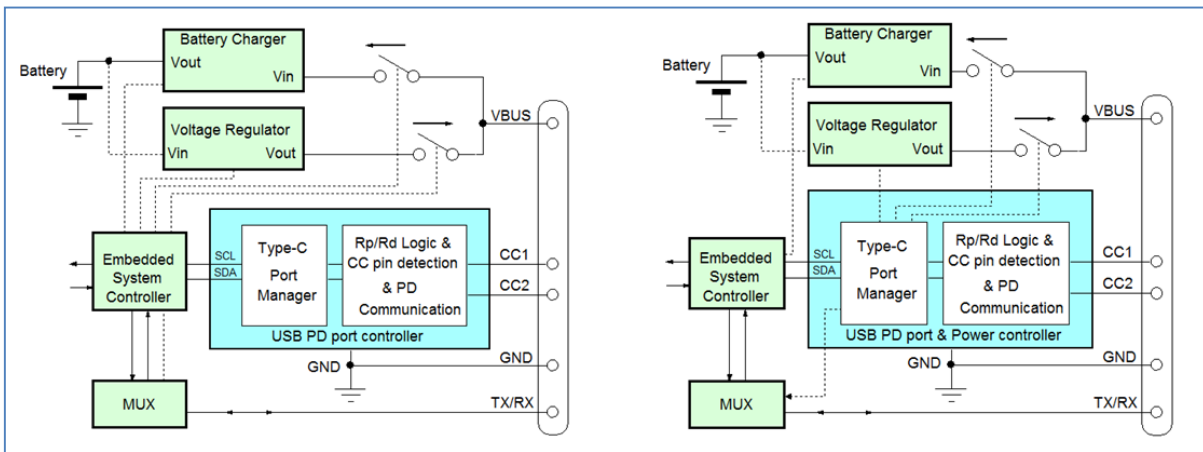 Battery Charger
Vout
Vin
Battery
VBUS
Voltage Regulator
Vin
Vout
Embedded
System
Controller
SCL
SDA
Type-C
Port
Manager
Rp/Rd Logic &
CC pin detection
& PD
Communication
CC1
CC2
USB PD port controller
GND
GND
MUX
TX/RX
Battery Charger
Vout
Vin
Battery
VBUS
Voltage Regulator
Vin
Vout
Embedded
System
Controller
SCL
SDA
Type-C
Port
Manager
Rp/Rd Logic &
CC pin detection
& PD
Communication
CC1
CC2
USB PD port & Power controller
GND
GND
MUX
TX/RX